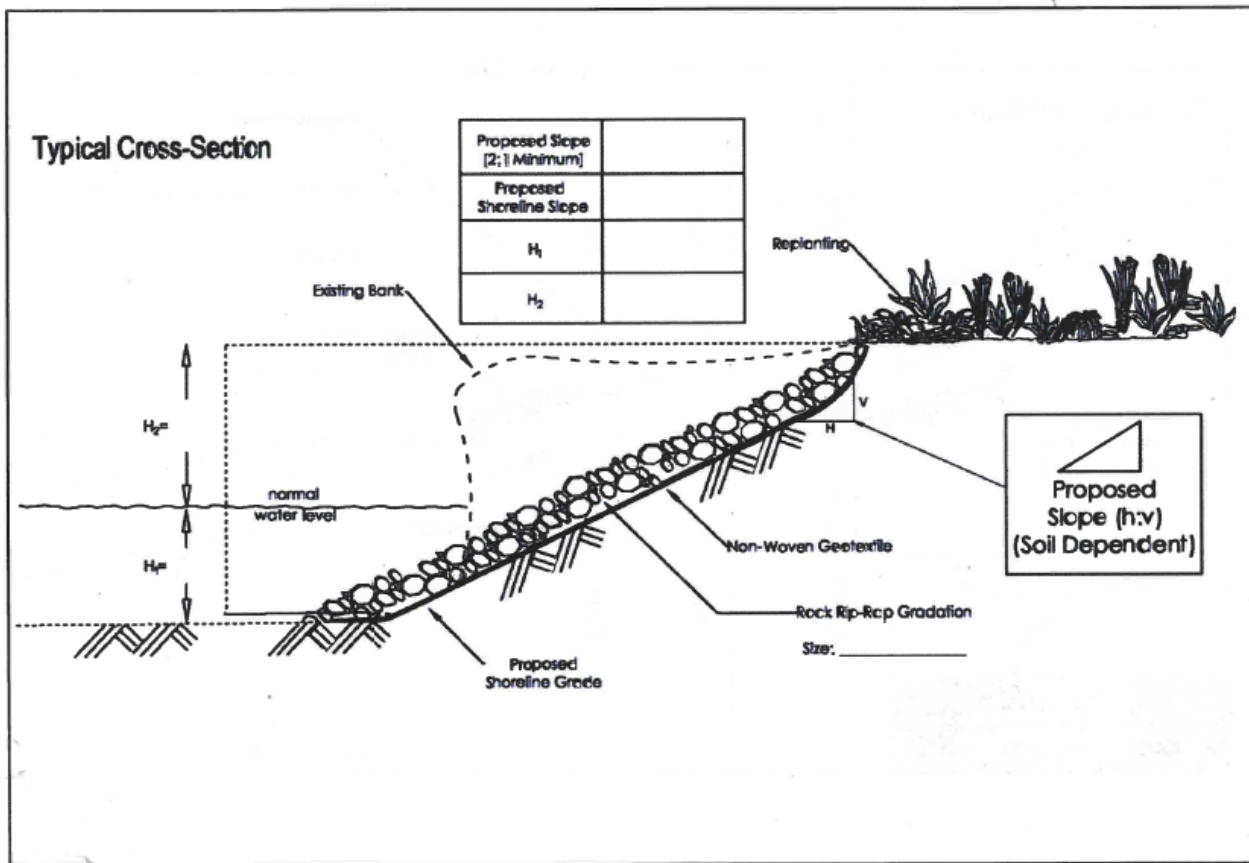 Typical Cross-Section
Proposed Slope
[2:1 Minimum]
Proposed
Shoreline Slope
H₁
H₂
Replanting
Existing Bank
H₂=
V
H
normal
water level
Proposed
Slope (h:v)
(Soil Dependent)
H₁=
Non-Woven Geotextile
Rock Rip-Rap Gradation
Size:
Proposed
Shoreline Grade